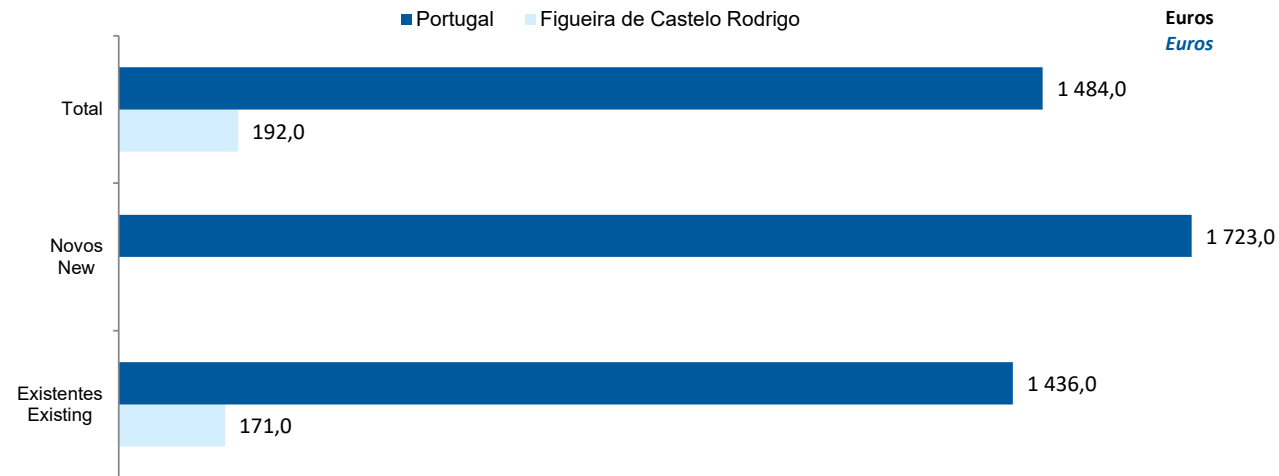 Portugal
Figueira de Castelo Rodrigo
Euros
Euros
Total
1 484,0
192,0
Novos
New
1 723,0
Existentes
Existing
1 436,0
171,0